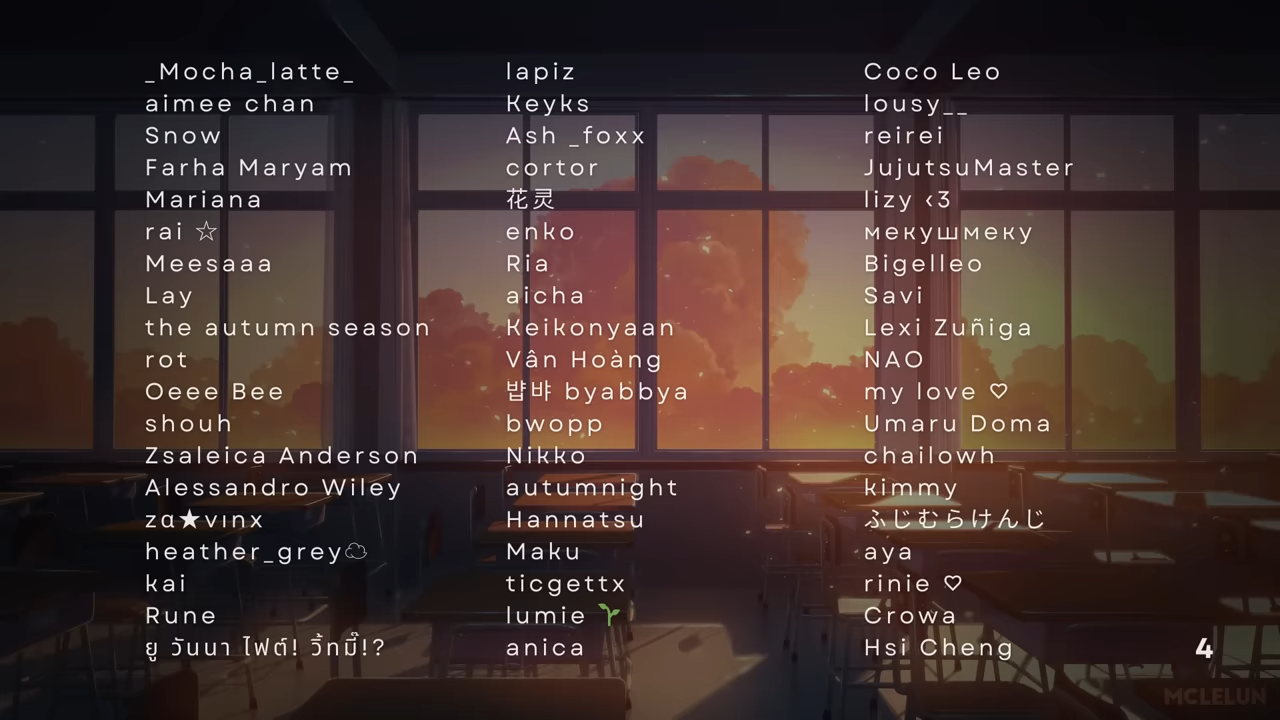 _Mocha_latte_
aimee chan
Snow
Farha Maryam
Mariana
rai ☆
Meesaaa
Lay
the autumn season
rot
Oeee Bee
shouh
Zsaleica Anderson
Alessandro Wiley
zα★vınx
heather_grey☁
kai
Rune
ยู วันนา ไฟต์! วิ้ทมี๊!?
lapiz
Keyks
Ash _foxx
cortor
花灵
enko
Ria
aicha
Keikonyaan
Vân Hoàng
뱝뱌 byabbya
bwopp
Nikko
autumnight
Hannatsu
Maku
ticgettx
lumie 🌱
anica
Coco Leo
lousy__
reirei
JujutsuMaster
lizy ‹3
мекушмеку
Bigelleo
Savi
Lexi Zuñiga
NAO
my love ♡
Umaru Doma
chailowh
kimmy
ふじむらけんじ
aya
rinie ♡
Crowa
Hsi Cheng
4
MCLELUN